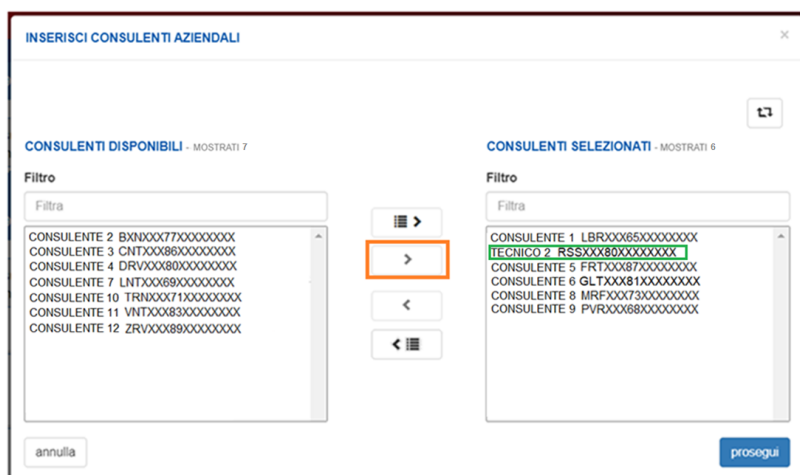 INSERISCI CONSULENTI AZIENDALI ×
CONSULENTI DISPONIBILI - MOSTRATI 7
Filtro
Filtra
CONSULENTE 2 BXNXXX77XXXXXXXX
CONSULENTE 3 CNTXXX86XXXXXXXX
CONSULENTE 4 DRVXXX80XXXXXXXX
CONSULENTE 7 LNTXXX69XXXXXXXX
CONSULENTE 10 TRNXXX71XXXXXXXX
CONSULENTE 11 VNTXXX83XXXXXXXX
CONSULENTE 12 ZRVXXX89XXXXXXXX
annulla
CONSULENTI SELEZIONATI - MOSTRATI 6
Filtro
Filtra
CONSULENTE 1 LBRXXX65XXXXXXXX
TECNICO 2 RSSXXX80XXXXXXXX
CONSULENTE 5 FRTXXX87XXXXXXXX
CONSULENTE 6 GLTXXX81XXXXXXXX
CONSULENTE 8 MRFXXX73XXXXXXXX
CONSULENTE 9 PVRXXX68XXXXXXXX
prosegui